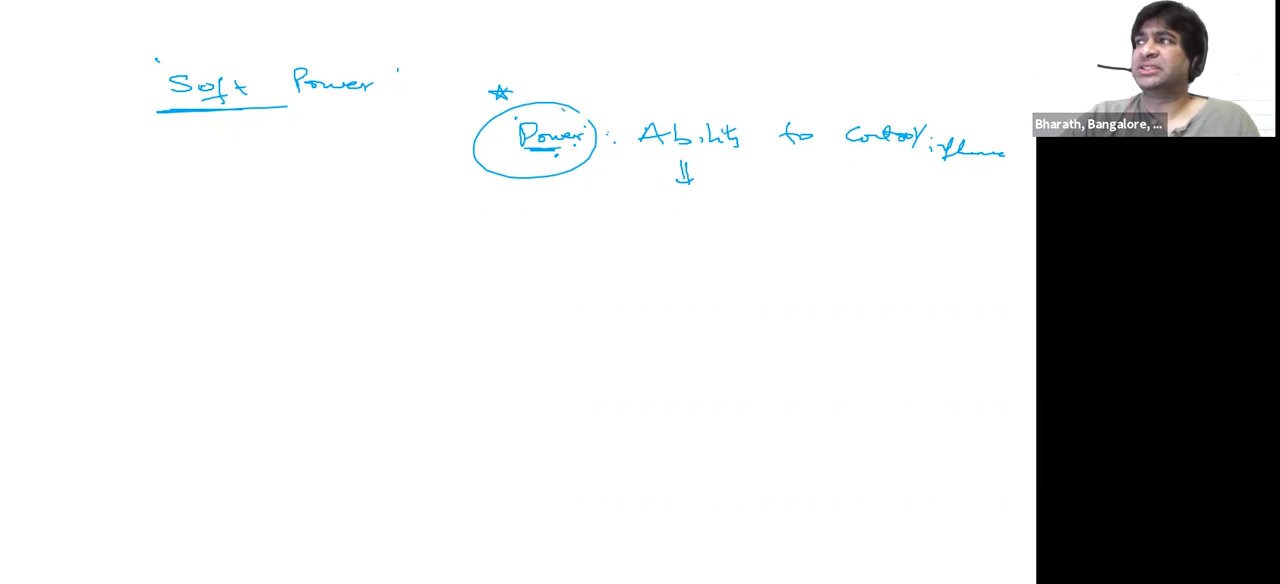 'Soft Power'
'Power' : Ability to control/influence
Bharath, Bangalore, ...